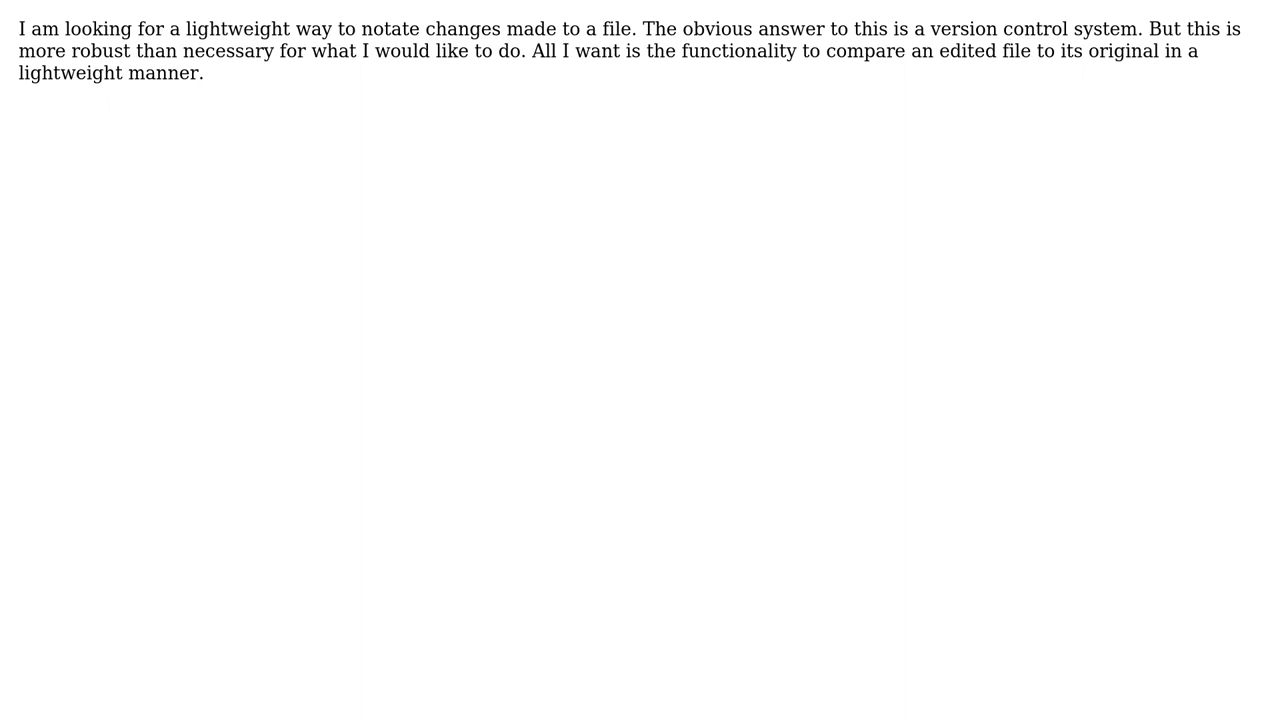 I am looking for a lightweight way to notate changes made to a file. The obvious answer to this is a version control system. But this is
more robust than necessary for what I would like to do. All I want is the functionality to compare an edited file to its original in a
lightweight manner.